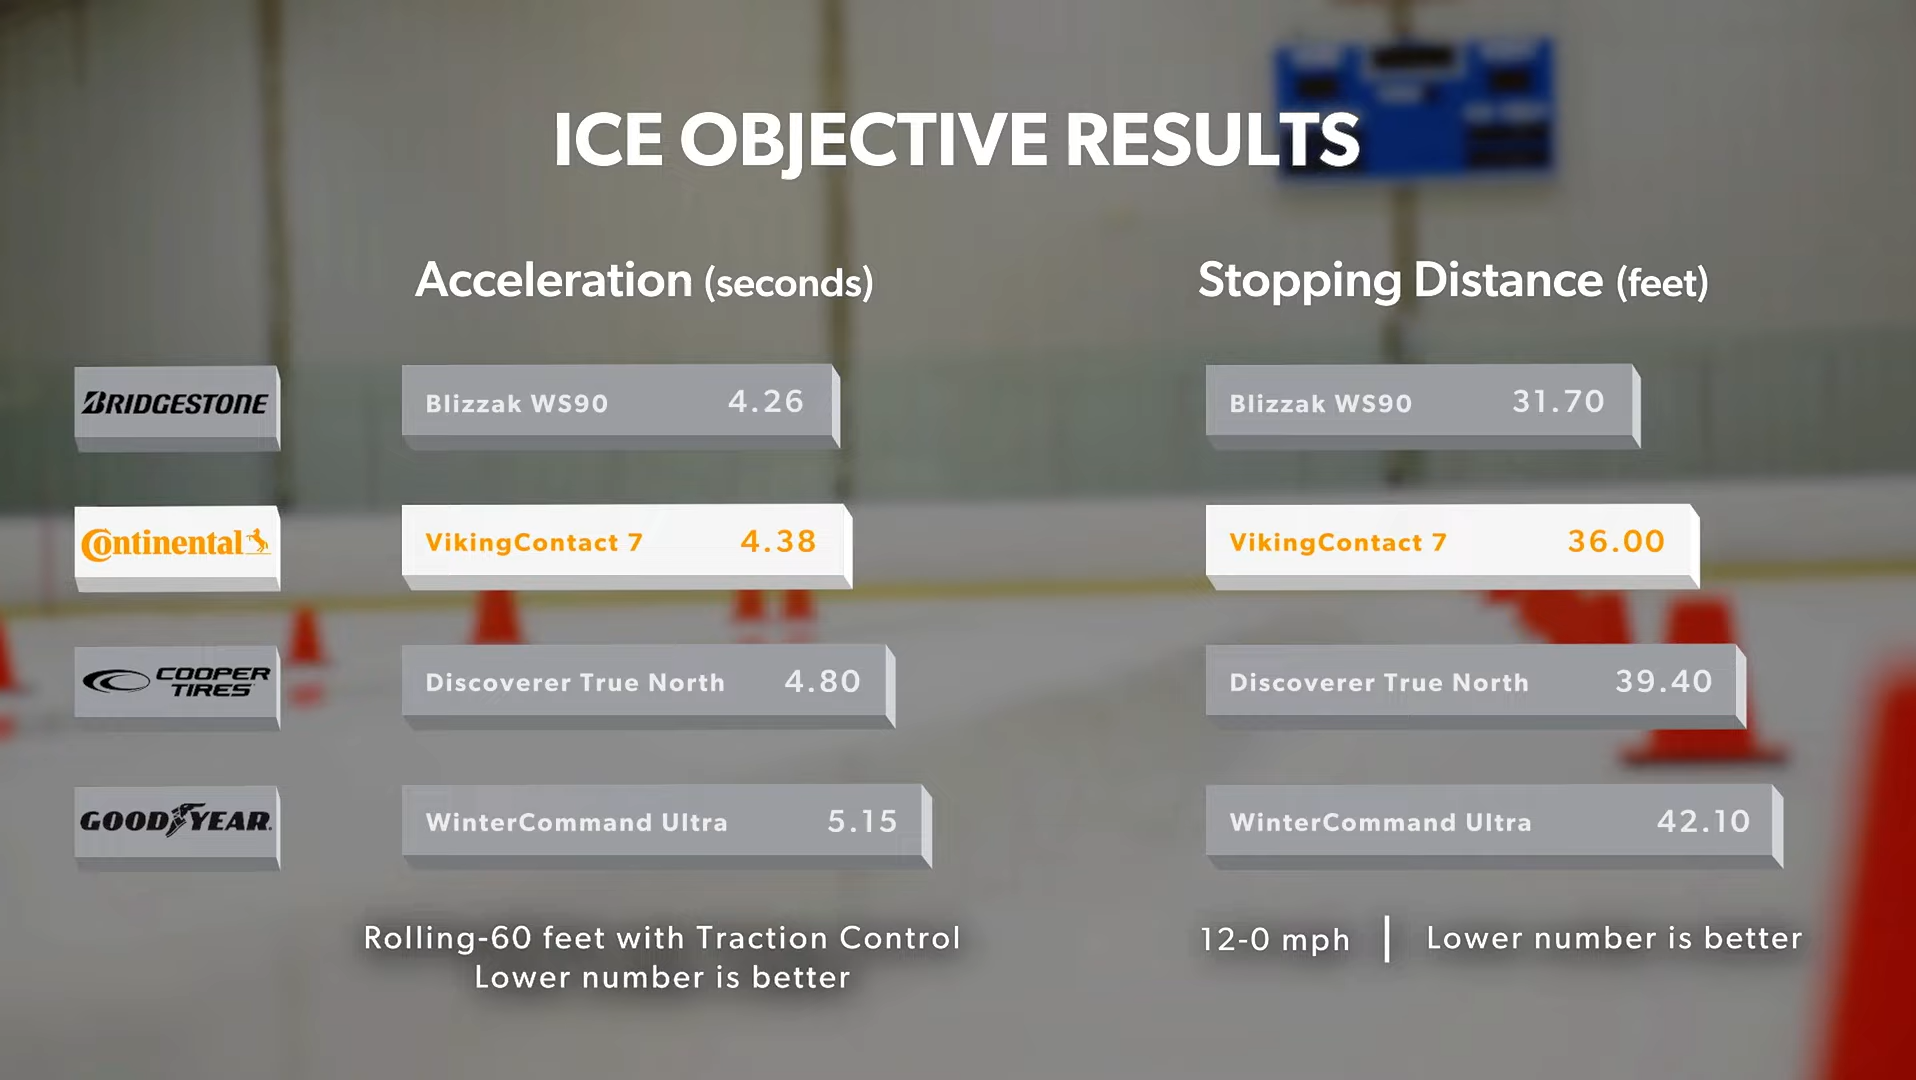 ICE OBJECTIVE RESULTS
Acceleration (seconds)
Stopping Distance (feet)
BRIDGESTONE
Blizzak WS90 4.26
Blizzak WS90 31.70
Continental
VikingContact 7 4.38
VikingContact 7 36.00
COOPER
TIRES
Discoverer True North 4.80
Discoverer True North 39.40
GOODYEAR
WinterCommand Ultra 5.15
WinterCommand Ultra 42.10
Rolling-60 feet with Traction Control
Lower number is better
12-0 mph | Lower number is better